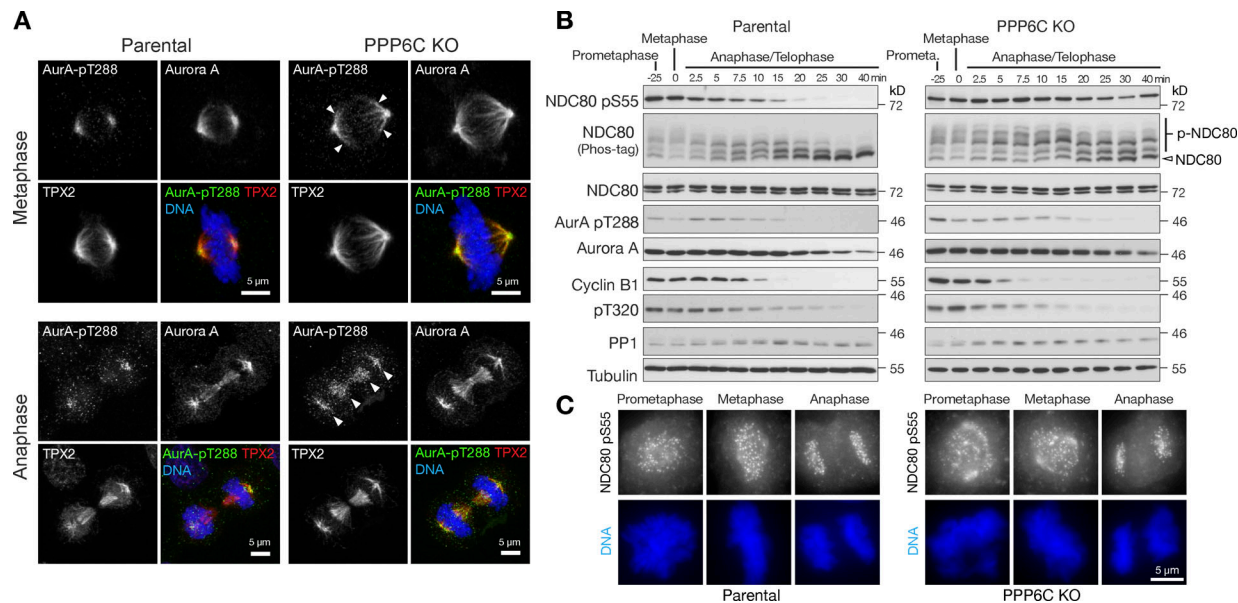 A
Parental
PPP6C KO
Metaphase
AurA-pT288
Aurora A
AurA-pT288
Aurora A
TPX2
AurA-pT288 TPX2
DNA
5 µm
TPX2
AurA-pT288 TPX2
DNA
5 µm
Anaphase
AurA-pT288
Aurora A
AurA-pT288
Aurora A
TPX2
AurA-pT288 TPX2
DNA
5 µm
TPX2
AurA-pT288 TPX2
DNA
5 µm
B
Parental
PPP6C KO
Metaphase
Prometaphase
Anaphase/Telophase
-25 0 2.5 5 7.5 10 15 20 25 30 40 min
kD
Metaphase
Prometa.
Anaphase/Telophase
-25 0 2.5 5 7.5 10 15 20 25 30 40 min
kD
NDC80 pS55
72
72
NDC80
(Phos-tag)
p-NDC80
NDC80
NDC80
72
72
AurA pT288
46
46
Aurora A
46
46
Cyclin B1
55
55
pT320
46
46
PP1
46
46
Tubulin
55
55
C
Prometaphase
Metaphase
Anaphase
Prometaphase
Metaphase
Anaphase
NDC80 pS55
NDC80 pS55
DNA
DNA
5 µm
Parental
PPP6C KO